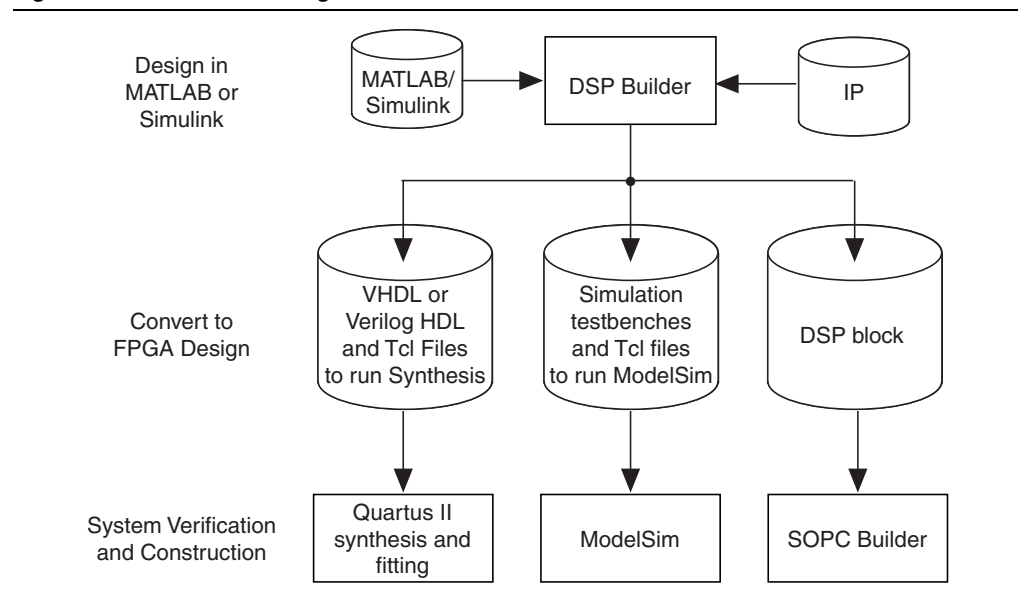 Design in
MATLAB or
Simulink
MATLAB/
Simulink
DSP Builder
IP
Convert to
FPGA Design
VHDL or
Verilog HDL
and Tcl Files
to run Synthesis
Simulation
testbenches
and Tcl files
to run ModelSim
DSP block
System Verification
and Construction
Quartus II
synthesis and
fitting
ModelSim
SOPC Builder